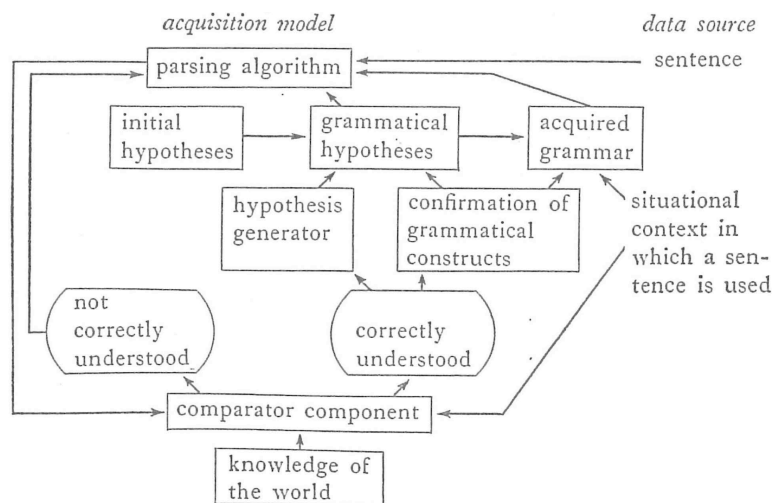 acquisition model
data source
parsing algorithm
sentence
initial
hypotheses
grammatical
hypotheses
acquired
grammar
hypothesis
generator
confirmation of
grammatical
constructs
situational
context in
which a sen-
tence is used
not
correctly
understood
correctly
understood
comparator component
knowledge of
the world